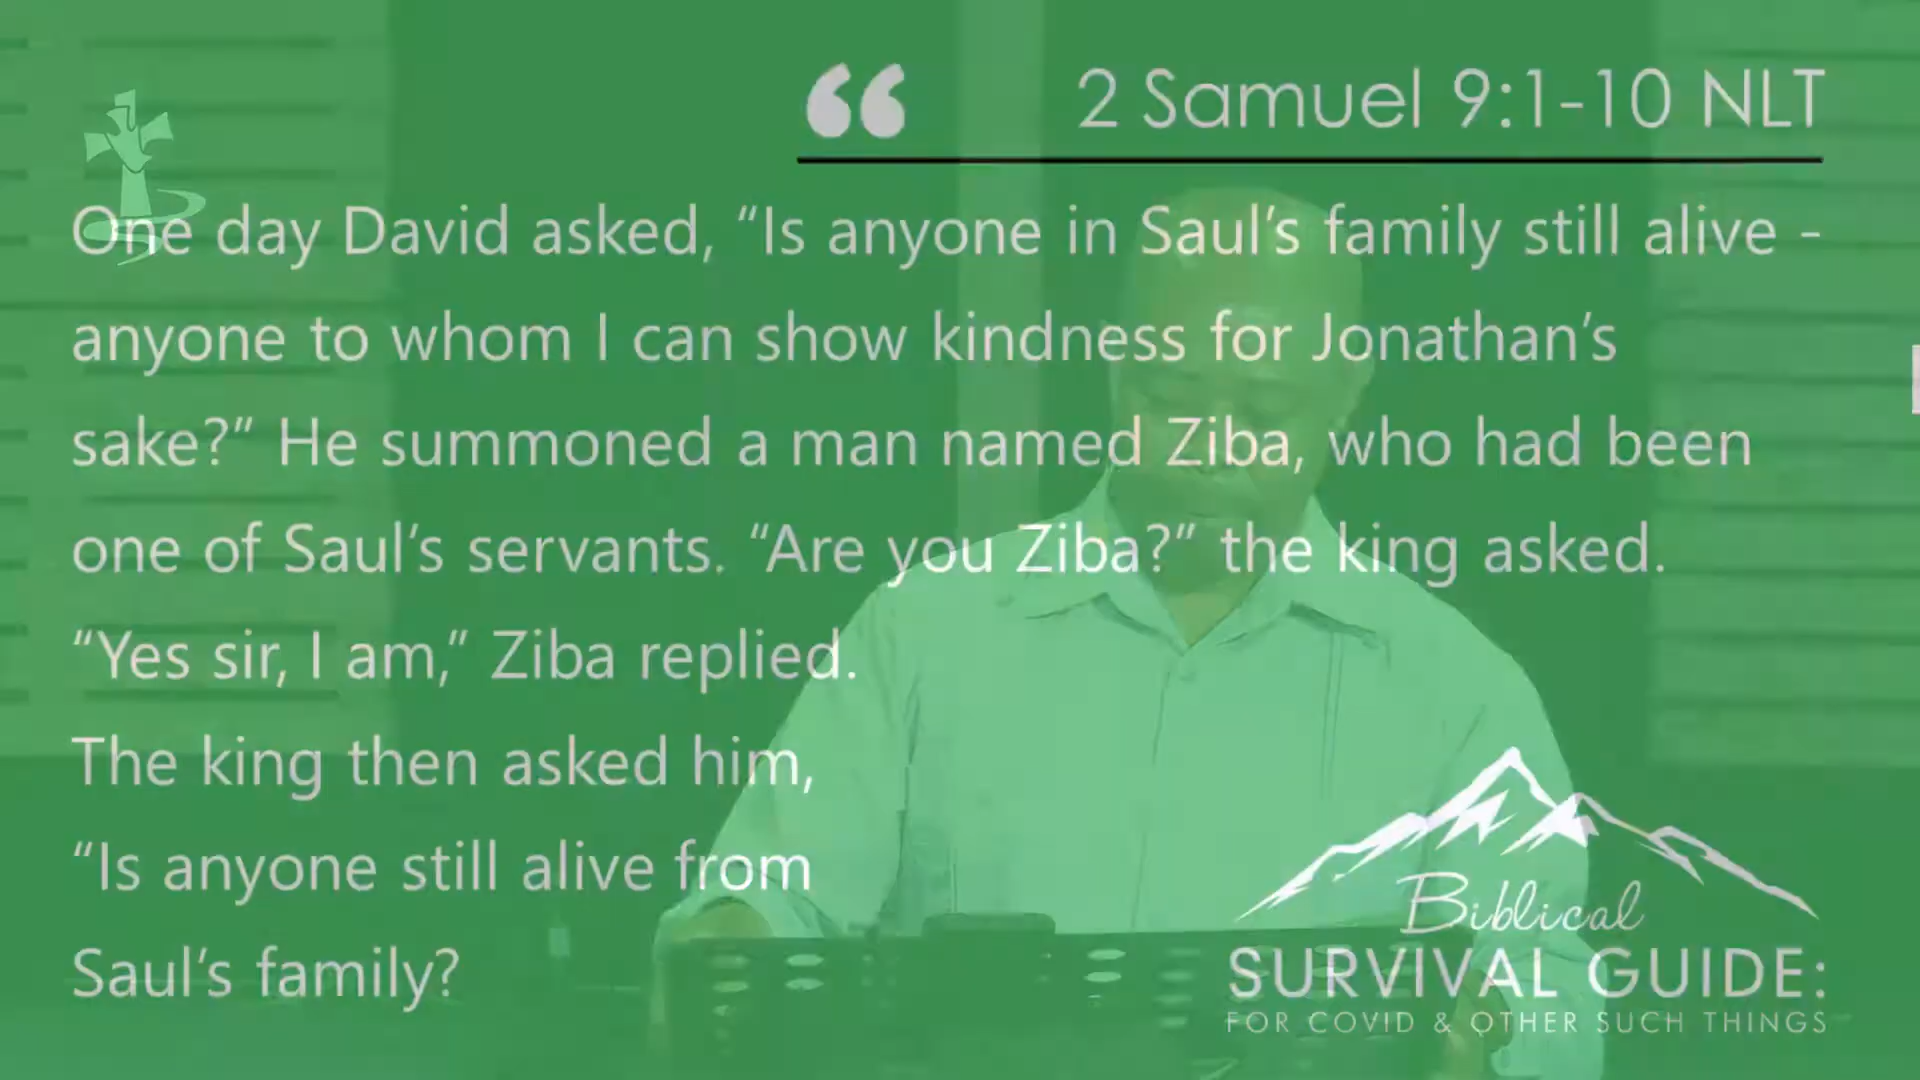 “ 2 Samuel 9:1-10 NLT
One day David asked, “Is anyone in Saul’s family still alive -
anyone to whom I can show kindness for Jonathan’s
sake?” He summoned a man named Ziba, who had been
one of Saul’s servants. “Are you Ziba?” the king asked.
“Yes sir, I am,” Ziba replied.
The king then asked him,
“Is anyone still alive from
Saul’s family?
Biblical
SURVIVAL GUIDE:
FOR COVID & OTHER SUCH THINGS